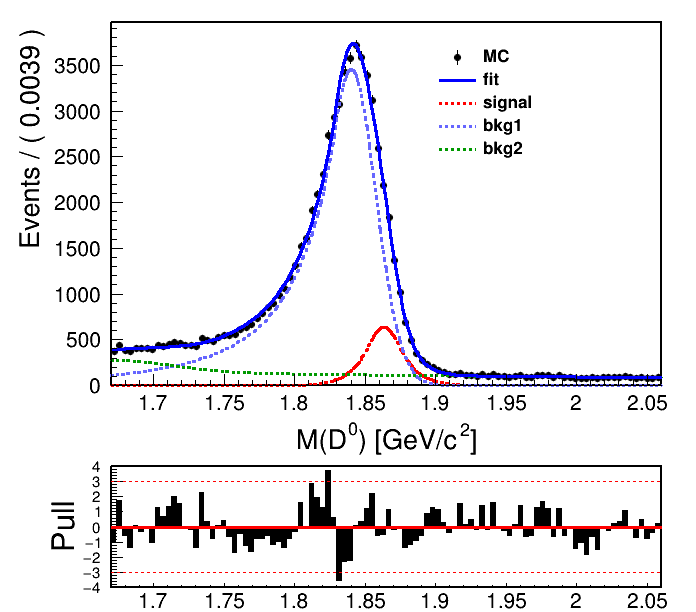 Events / ( 0.0039 )
3500
3000
2500
2000
1500
1000
500
0
MC
fit
signal
bkg1
bkg2
1.7 1.75 1.8 1.85 1.9 1.95 2 2.05
M(D⁰) [GeV/c²]
Pull
4
3
2
1
0
−1
−2
−3
−4
1.7 1.75 1.8 1.85 1.9 1.95 2 2.05